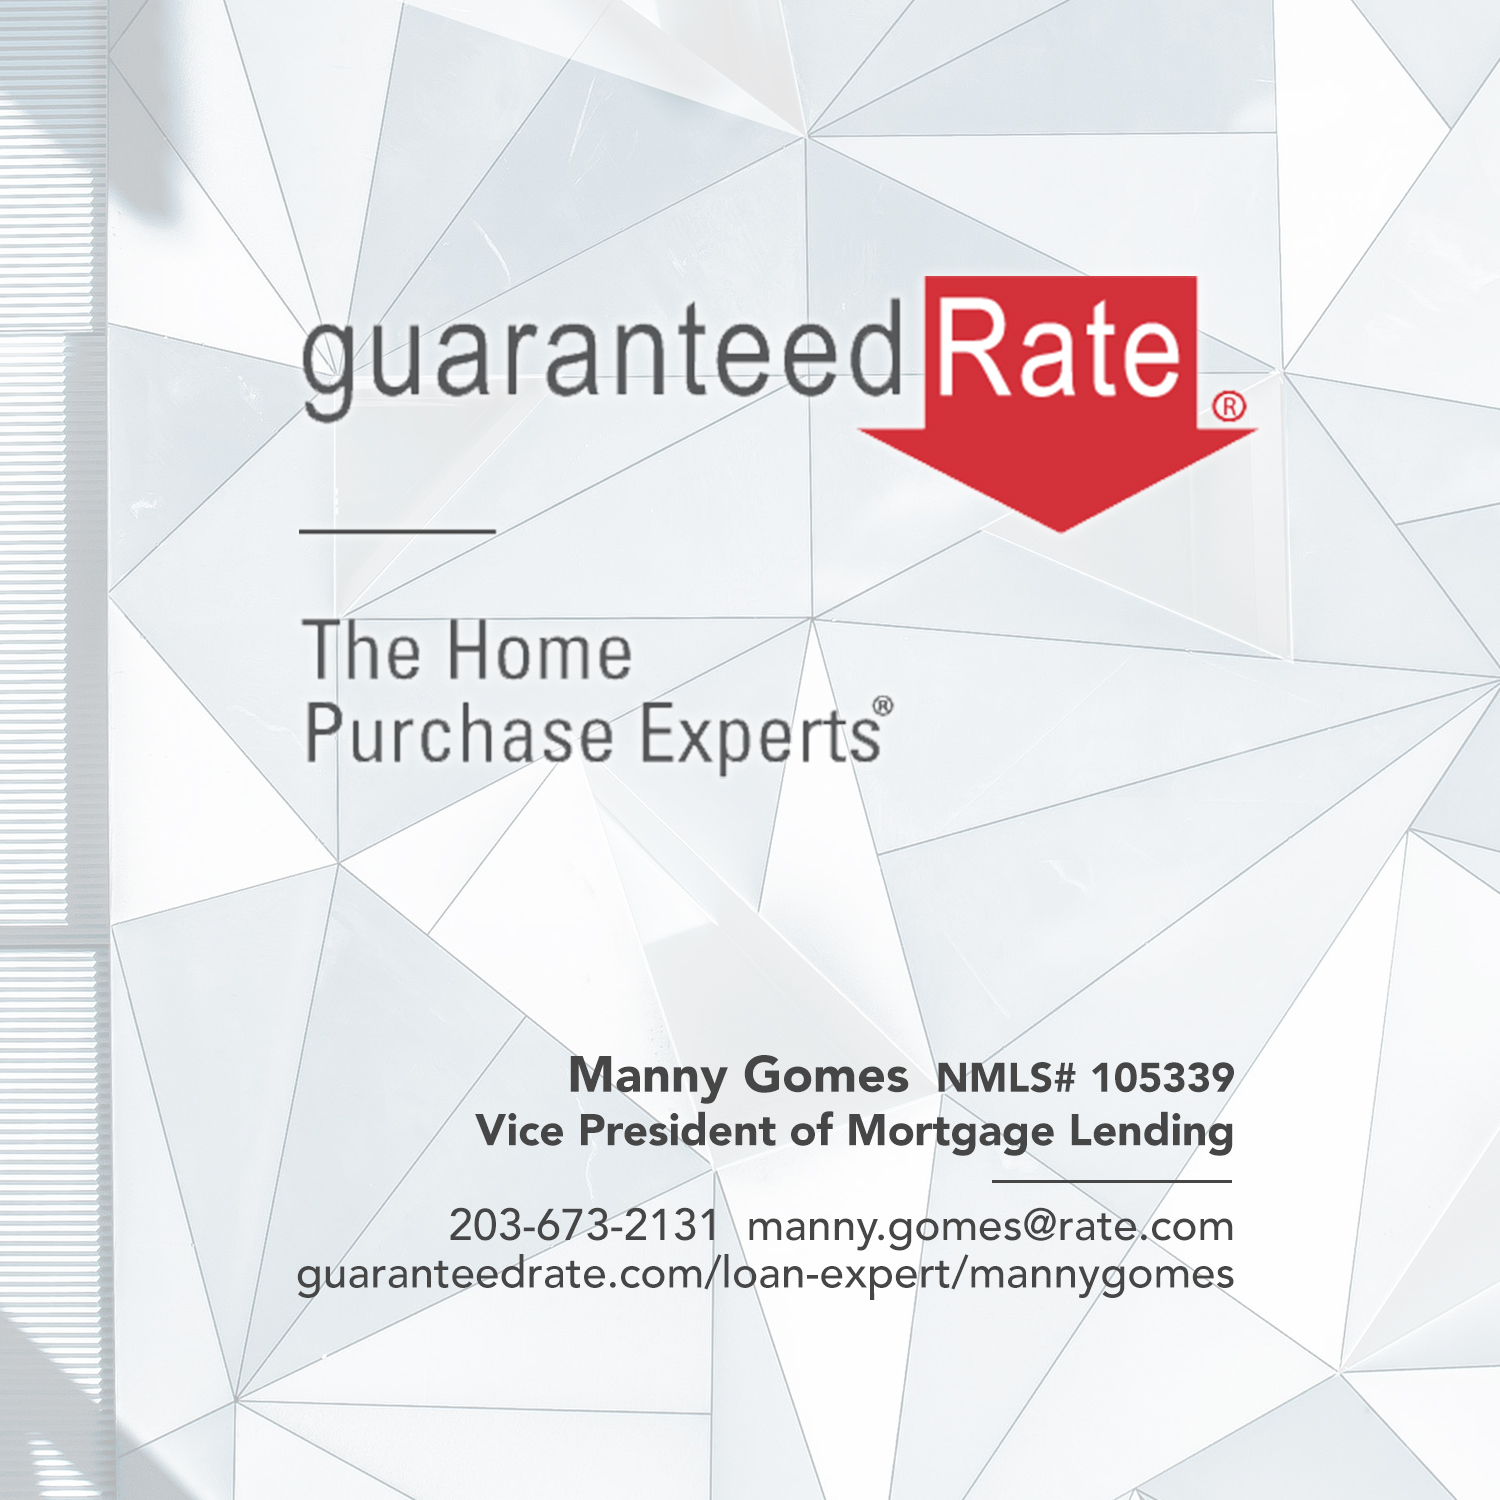 guaranteed Rate®
The Home
Purchase Experts®
Manny Gomes NMLS# 105339
Vice President of Mortgage Lending
203-673-2131 manny.gomes@rate.com
guaranteedrate.com/loan-expert/mannygomes